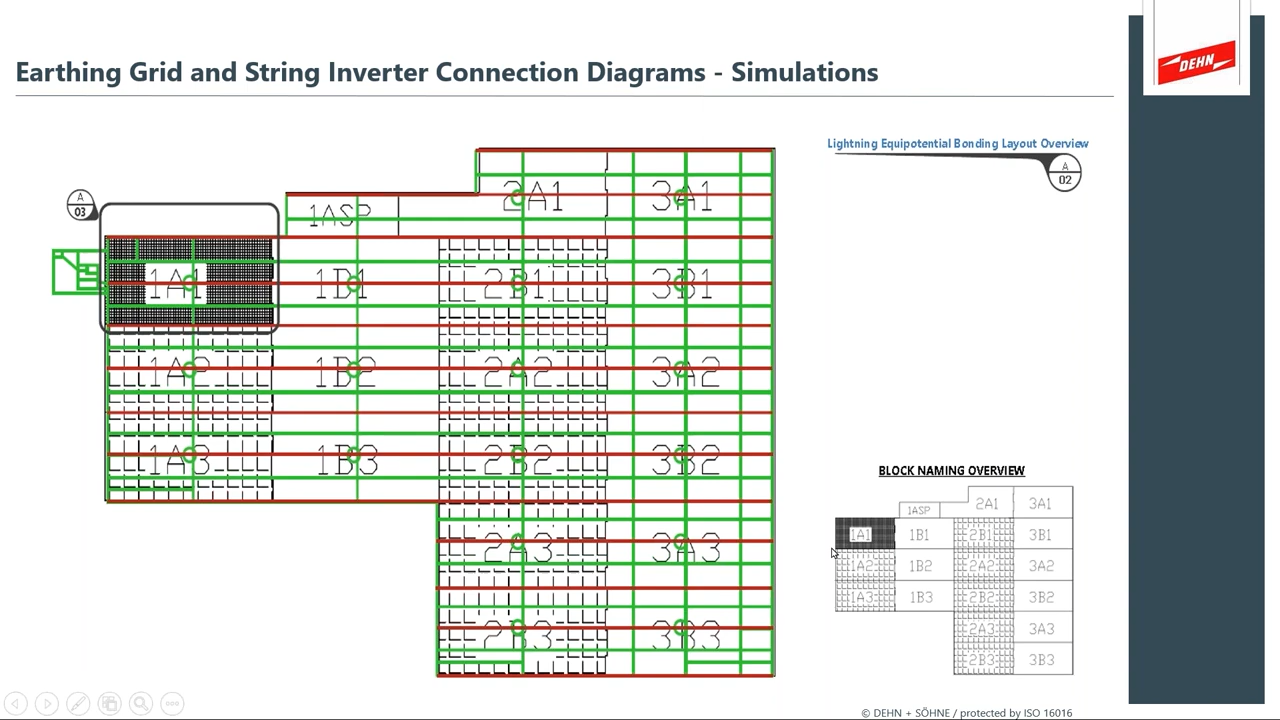 Earthing Grid and String Inverter Connection Diagrams - Simulations
DEHN
Lightning Equipotential Bonding Layout Overview
A
02
A
03
2A1
3A1
1ASP
1A1
1B1
2B1
3B1
1A2
1B2
2A2
3A2
1A3
1B3
2B2
3B2
2A3
3A3
2B3
3B3
BLOCK NAMING OVERVIEW
1ASP
2A1
3A1
1A1
1B1
2B1
3B1
1A2
1B2
2A2
3A2
1A3
1B3
2B2
3B2
2A3
3A3
2B3
3B3
© DEHN + SÖHNE / protected by ISO 16016